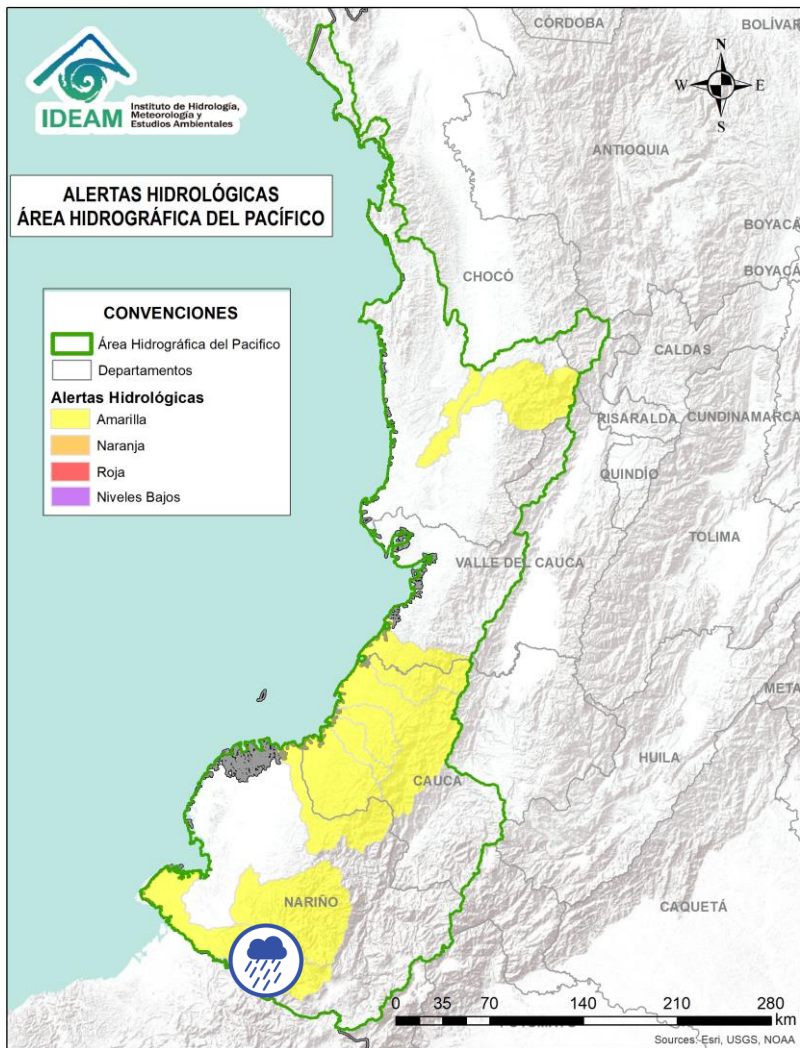 CÓRDOBA
BOLÍVAR
N
W
E
S
IDEAM
Instituto de Hidrología,
Meteorología y
Estudios Ambientales
ANTIOQUIA
ALERTAS HIDROLÓGICAS
ÁREA HIDROGRÁFICA DEL PACÍFICO
BOYACÁ
BOYACÁ
CHOCÓ
CONVENCIONES
Área Hidrográfica del Pacifico
Departamentos
Alertas Hidrológicas
Amarilla
Naranja
Roja
Niveles Bajos
CALDAS
RISARALDA
CUNDINAMARCA
QUINDÍO
TOLIMA
VALLE DEL CAUCA
META
HUILA
CAUCA
NARIÑO
CAQUETÁ
0 35 70 140 210 280
km
Sources: Esri, USGS, NOAA